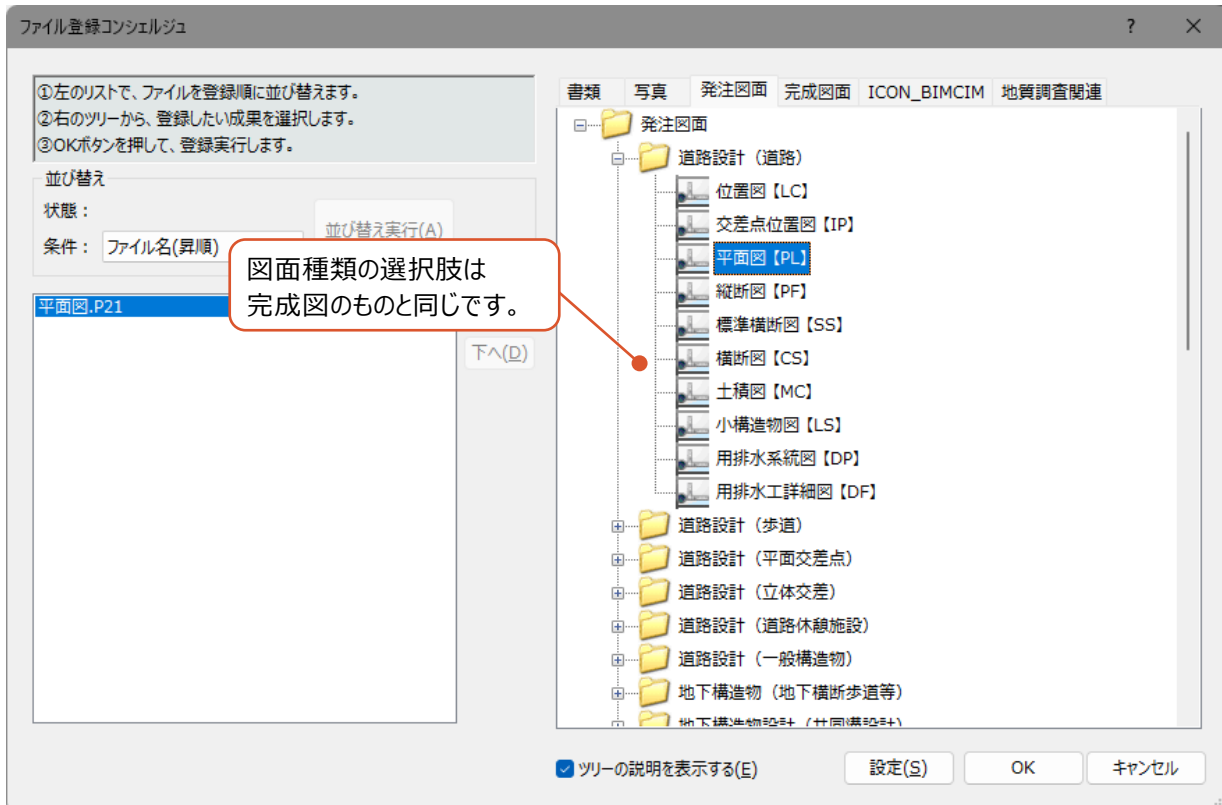 ファイル登録コンシェルジュ
①左のリストで、ファイルを登録順に並び替えます。
②右のツリーから、登録したい成果を選択します。
③OKボタンを押して、登録実行します。
並び替え
状態：
条件： ファイル名(昇順)
並び替え実行(A)
平面図.P21
下へ(D)
図面種類の選択肢は
完成図のものと同じです。
書類 写真 発注図面 完成図面 ICON_BIMCIM 地質調査関連
発注図面
道路設計（道路）
位置図【LC】
交差点位置図【IP】
平面図【PL】
縦断図【PF】
標準横断図【SS】
横断図【CS】
土積図【MC】
小構造物図【LS】
用排水系統図【DP】
用排水工詳細図【DF】
道路設計（歩道）
道路設計（平面交差点）
道路設計（立体交差）
道路設計（道路休憩施設）
道路設計（一般構造物）
地下構造物（地下横断歩道等）
地下構造物設計（共同溝設計）
ツリーの説明を表示する(E)
設定(S) OK キャンセル